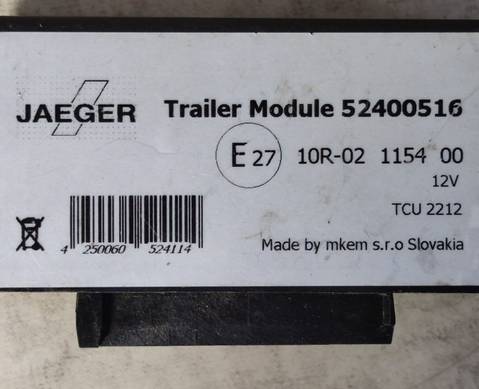 JAEGER
Trailer Module 52400516
E 27 10R-02 1154 00
12V
TCU 2212
4 250060 524114
Made by mkem s.r.o Slovakia